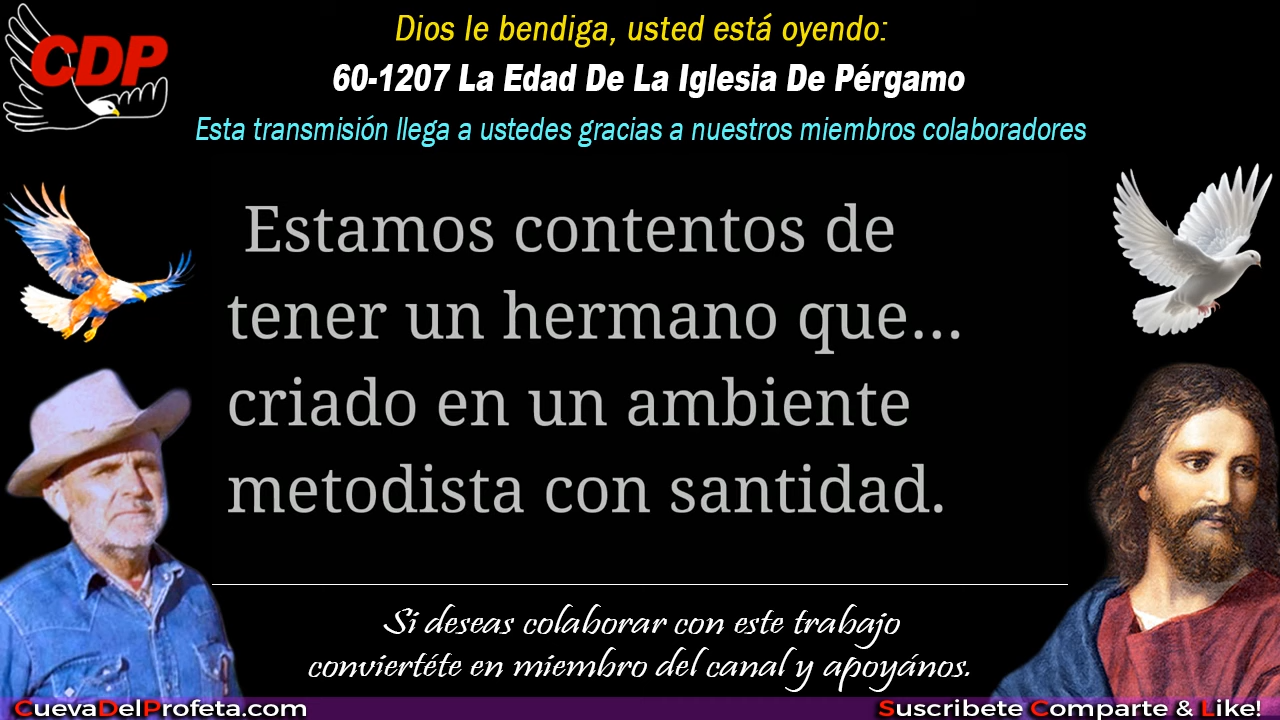 CDP
Dios le bendiga, usted está oyendo:
60-1207 La Edad De La Iglesia De Pérgamo
Esta transmisión llega a ustedes gracias a nuestros miembros colaboradores
Estamos contentos de
tener un hermano que...
criado en un ambiente
metodista con santidad.
Si deseas colaborar con este trabajo
conviertéte en miembro del canal y apoyános.
CuevaDelProfeta.com
Suscribete Comparte & Like!